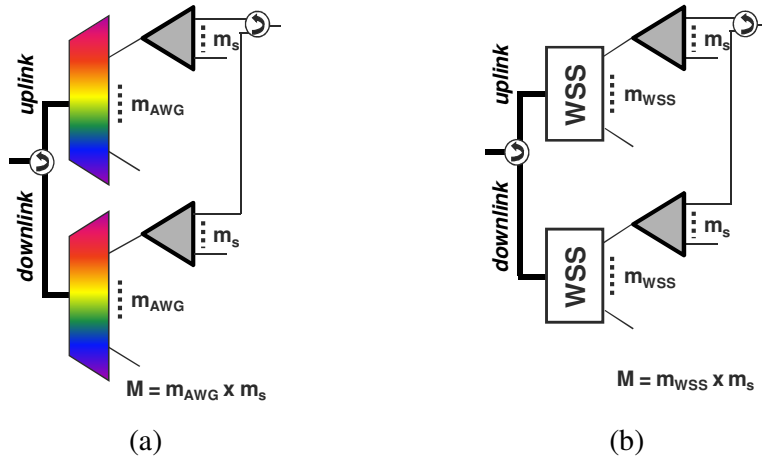 uplink
m_AWG
m_s
downlink
m_AWG
m_s
M = m_AWG x m_s
(a)
uplink
WSS
m_WSS
m_s
downlink
WSS
m_WSS
m_s
M = m_WSS x m_s
(b)